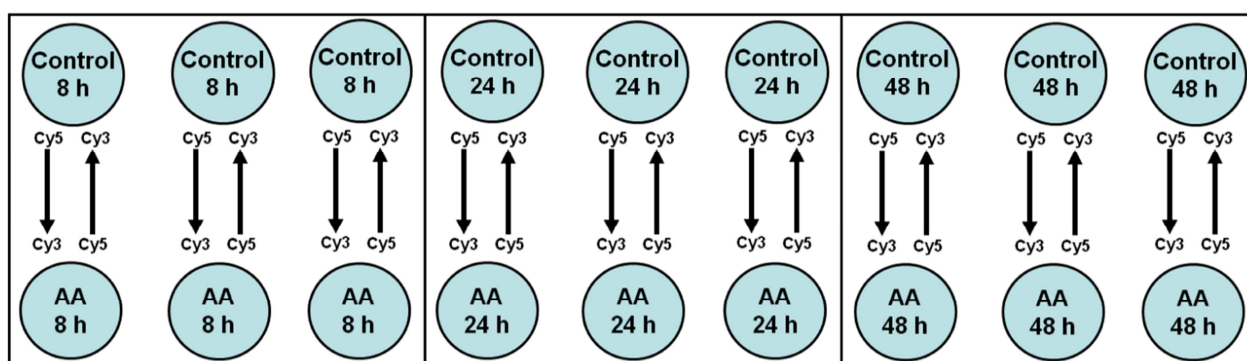 Control Control Control Control Control Control Control Control Control
8 h 8 h 8 h 24 h 24 h 24 h 48 h 48 h 48 h
Cy5 Cy3 Cy5 Cy3 Cy5 Cy3 Cy5 Cy3 Cy5 Cy3 Cy5 Cy3 Cy5 Cy3 Cy5 Cy3 Cy5 Cy3
Cy3 Cy5 Cy3 Cy5 Cy3 Cy5 Cy3 Cy5 Cy3 Cy5 Cy3 Cy5 Cy3 Cy5 Cy3 Cy5 Cy3 Cy5
AA AA AA AA AA AA AA AA AA
8 h 8 h 8 h 24 h 24 h 24 h 48 h 48 h 48 h